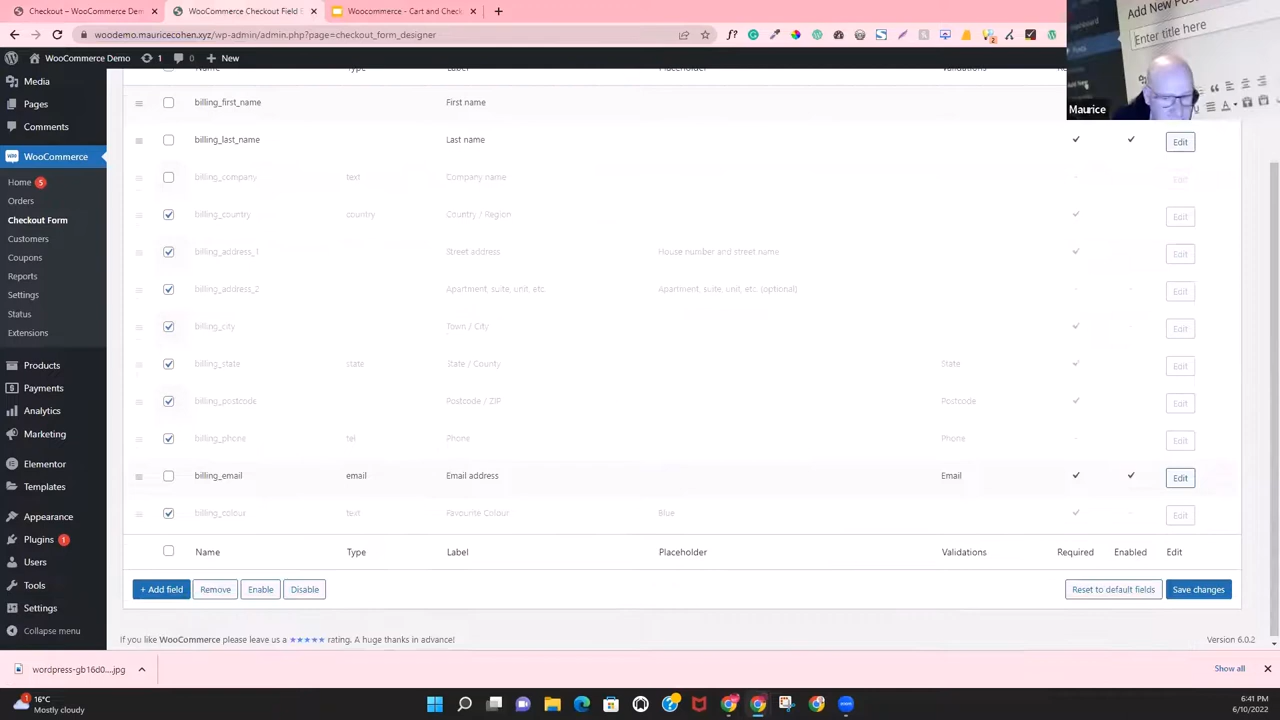 Checkout – WooCommerce Dem
WooCommerce Checkout Field E
Woocommerce - Cart and Check
woodemo.mauricecohen.xyz/wp-admin/admin.php?page=checkout_form_designer
WooCommerce Demo 1 0 + New
Add New Pos
Enter title here
Maurice
Media
Pages
Comments
WooCommerce
Home 5
Orders
Checkout Form
Customers
Coupons
Reports
Settings
Status
Extensions
Products
Payments
Analytics
Marketing
Elementor
Templates
Appearance
Plugins 1
Users
Tools
Settings
Collapse menu
Name Type Label Placeholder Validations
billing_first_name First name
billing_last_name Last name Edit
billing_company text Company name Edit
billing_country country Country / Region Edit
billing_address_1 Street address House number and street name Edit
billing_address_2 Apartment, suite, unit, etc. Apartment, suite, unit, etc. (optional) Edit
billing_city Town / City Edit
billing_state state State / County State Edit
billing_postcode Postcode / ZIP Postcode Edit
billing_phone tel Phone Phone Edit
billing_email email Email address Email Edit
billing_colour text Favourite Colour Blue Edit
Name Type Label Placeholder Validations Required Enabled Edit
+ Add field Remove Enable Disable Reset to default fields Save changes
If you like WooCommerce please leave us a ★★★★★ rating. A huge thanks in advance! Version 6.0.2
wordpress-gb16d0....jpg Show all
16°C
Mostly cloudy
6:41 PM
6/10/2022